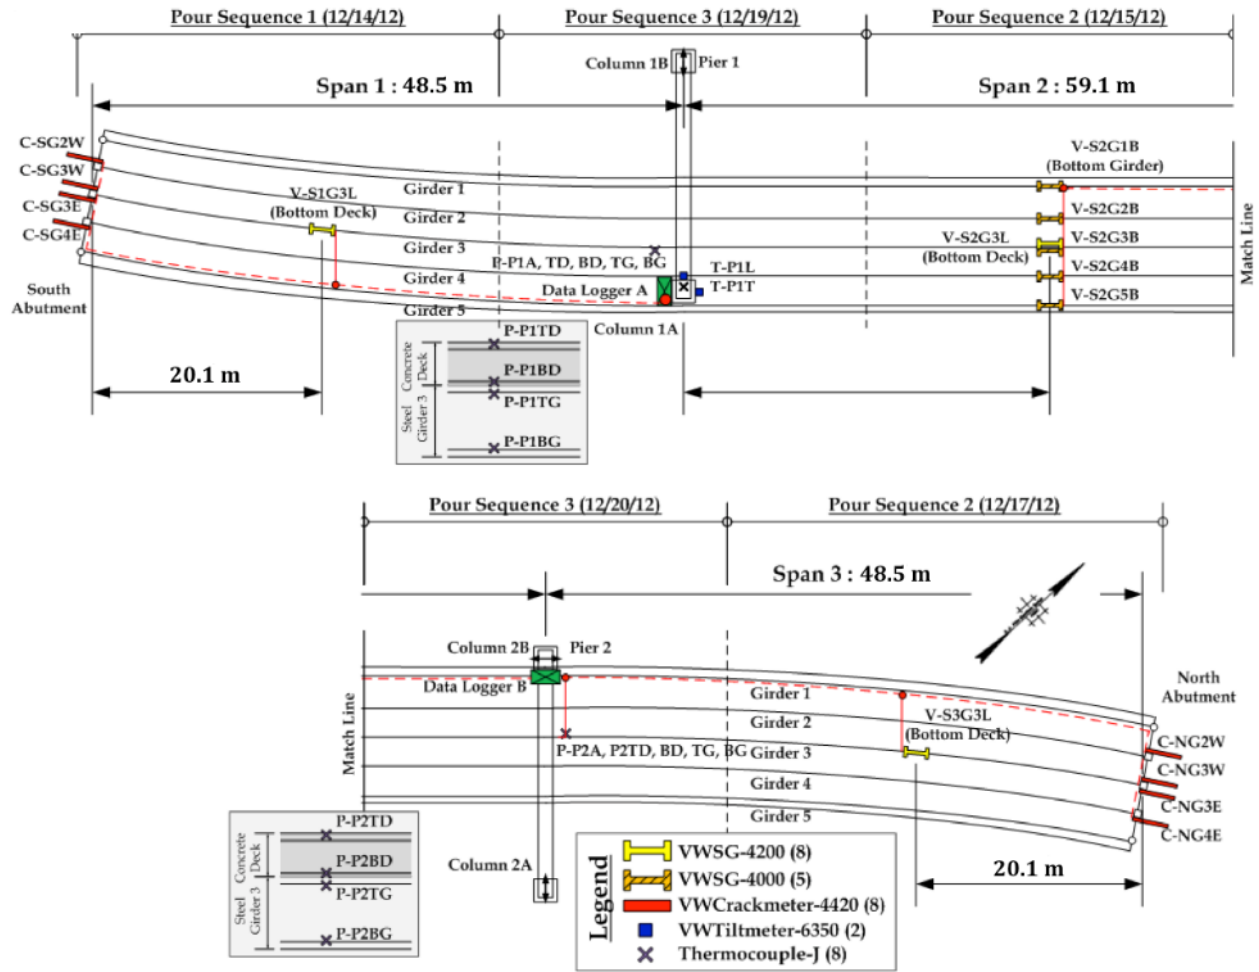 Pour Sequence 1 (12/14/12)
Pour Sequence 3 (12/19/12)
Pour Sequence 2 (12/15/12)
Column 1B
Pier 1
Span 1 : 48.5 m
Span 2 : 59.1 m
C-SG2W
C-SG3W
C-SG3E
C-SG4E
V-S1G3L
(Bottom Deck)
Girder 1
Girder 2
Girder 3
Girder 4
Girder 5
V-S2G1B
(Bottom Girder)
V-S2G2B
V-S2G3L
(Bottom Deck)
V-S2G3B
V-S2G4B
V-S2G5B
Match Line
P-P1A, TD, BD, TG, BG
T-P1L
T-P1T
Data Logger A
Column 1A
South
Abutment
20.1 m
Concrete
Deck
Steel
Girder 3
P-P1TD
P-P1BD
P-P1TG
P-P1BG
Pour Sequence 3 (12/20/12)
Pour Sequence 2 (12/17/12)
Span 3 : 48.5 m
Column 2B
Pier 2
Data Logger B
Match Line
Girder 1
Girder 2
Girder 3
Girder 4
Girder 5
V-S3G3L
(Bottom Deck)
P-P2A, P2TD, BD, TG, BG
North
Abutment
C-NG2W
C-NG3W
C-NG3E
C-NG4E
20.1 m
Column 2A
Concrete
Deck
Steel
Girder 3
P-P2TD
P-P2BD
P-P2TG
P-P2BG
Legend
VWSG-4200 (8)
VWSG-4000 (5)
VWCrackmeter-4420 (8)
VWTiltmeter-6350 (2)
Thermocouple-J (8)